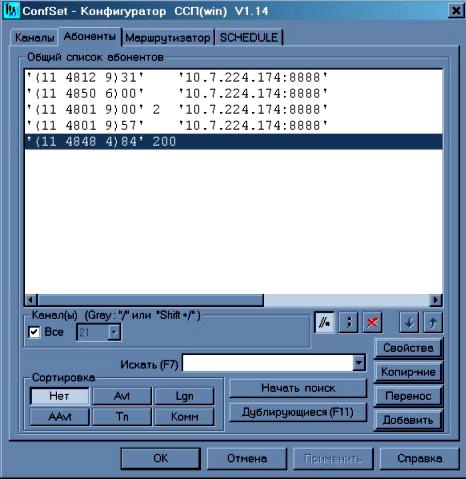 ConfSet - Конфигуратор ССП(win) V1.14
Каналы Абоненты Маршрутизатор SCHEDULE
Общий список абонентов
'(11 4812 9)31' '10.7.224.174:8888'
'(11 4850 6)00' '10.7.224.174:8888'
'(11 4801 9)00' 2 '10.7.224.174:8888'
'(11 4801 9)57' '10.7.224.174:8888'
'(11 4848 4)84' 200
Канал(ы) (Gray : "/" или "Shift +/" )
Все 21
//* ; 
Свойства
Искать (F7)
Копир-ние
Сортировка
Нет Avt Lgn
Начать поиск
Перенос
AAvt Tn Комм
Дублирующиеся (F11)
Добавить
OK Отмена Применить Справка